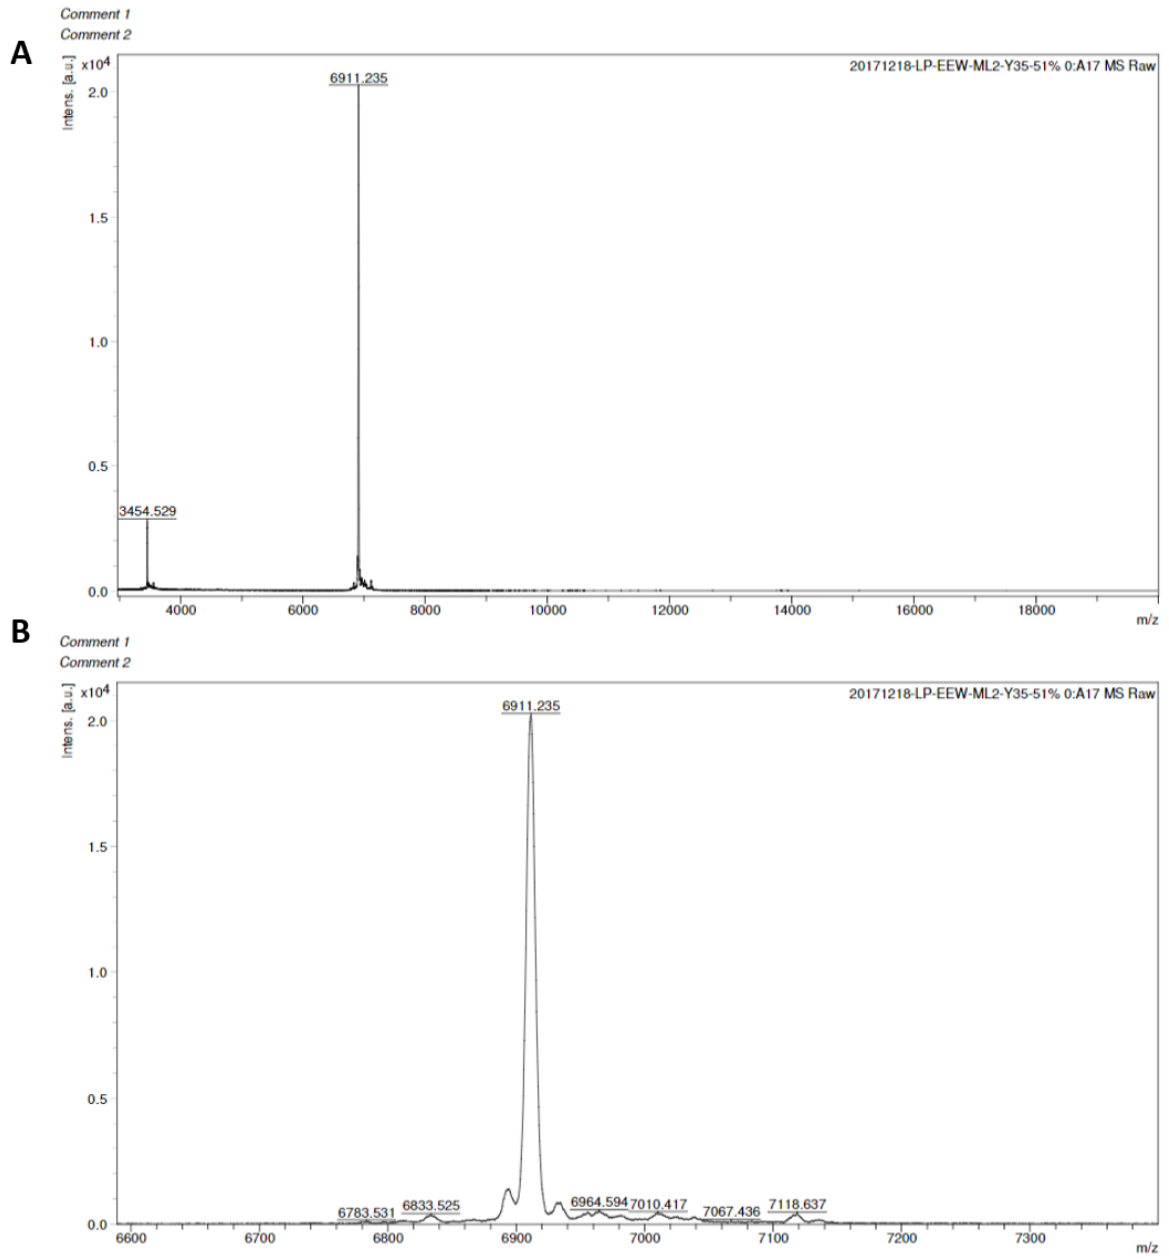 Comment 1
Comment 2
A
Intens. [a.u.]
x10^4
20171218-LP-EEW-ML2-Y35-51% 0:A17 MS Raw
6911.235
2.0
1.5
1.0
0.5
3454.529
0.0
4000 6000 8000 10000 12000 14000 16000 18000
m/z
B
Comment 1
Comment 2
Intens. [a.u.]
x10^4
20171218-LP-EEW-ML2-Y35-51% 0:A17 MS Raw
6911.235
2.0
1.5
1.0
0.5
6783.531 6833.525 6964.594 7010.417 7067.436 7118.637
0.0
6600 6700 6800 6900 7000 7100 7200 7300
m/z